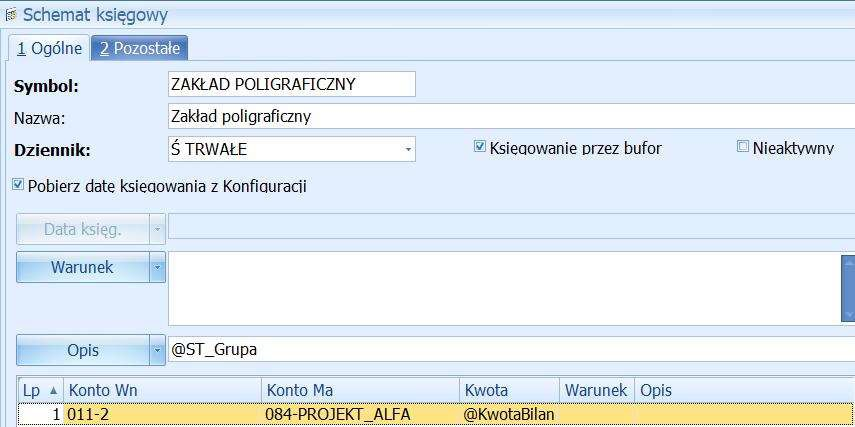 Schemat księgowy
1 Ogólne 2 Pozostałe
Symbol: ZAKŁAD POLIGRAFICZNY
Nazwa: Zakład poligraficzny
Dziennik: Ś TRWAŁE Księgowanie przez bufor Nieaktywny
Pobierz datę księgowania z Konfiguracji
Data księg.
Warunek
Opis @ST_Grupa
Lp Konto Wn Konto Ma Kwota Warunek Opis
1 011-2 084-PROJEKT_ALFA @KwotaBilan